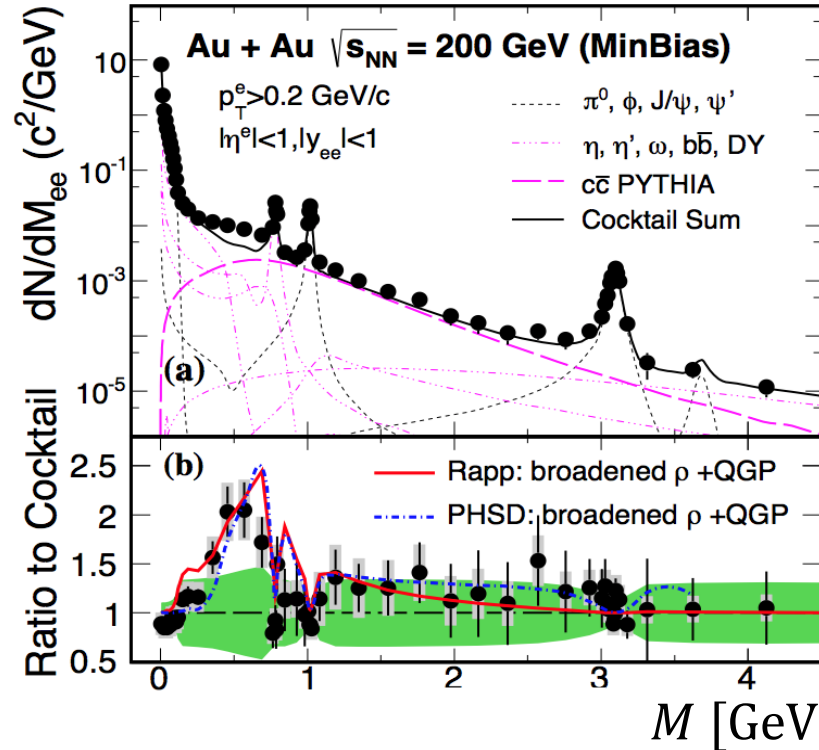 Au + Au √sNN = 200 GeV (MinBias)
pTe>0.2 GeV/c
|ηe|<1,|yee|<1
π0, φ, J/ψ, ψ’
η, η’, ω, bb̄, DY
cc̄ PYTHIA
Cocktail Sum
dN/dMee (c2/GeV)
10
10-1
10-3
10-5
(a)
(b)
Rapp: broadened ρ +QGP
PHSD: broadened ρ +QGP
Ratio to Cocktail
2.5
2
1.5
1
0.5
0 1 2 3 4
M [GeV